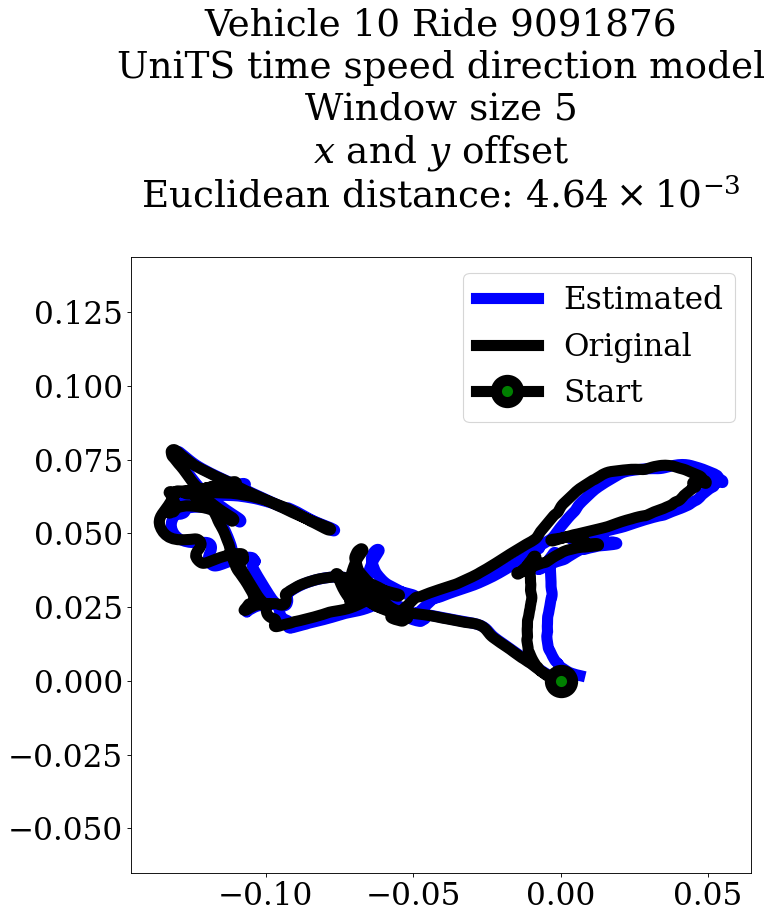 Vehicle 10 Ride 9091876
UniTS time speed direction model
Window size 5
x and y offset
Euclidean distance: 4.64 × 10⁻³
Estimated
Original
Start
0.125
0.100
0.075
0.050
0.025
0.000
−0.025
−0.050
−0.10 −0.05 0.00 0.05